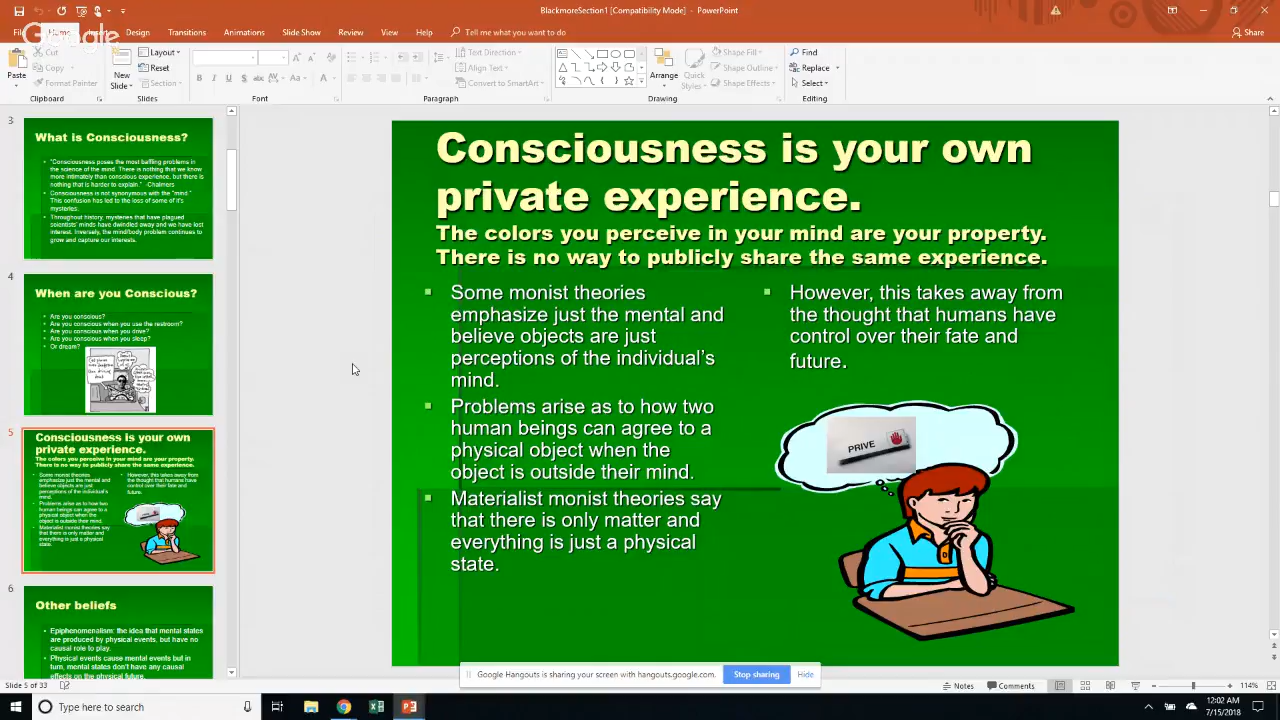 BlackmoreSection1 [Compatibility Mode] - PowerPoint
Google
File Home Insert Design Transitions Animations Slide Show Review View Help Tell me what you want to do Share
Cut
Copy
Format Painter
Clipboard
New
Slide
Layout
Reset
Section
Slides
B I U S abc AV Aa A
Font
Text Direction
Align Text
Convert to SmartArt
Paragraph
Arrange
Quick
Styles
Shape Fill
Shape Outline
Shape Effects
Drawing
Find
Replace
Select
Editing
3
What is Consciousness?
"Consciousness poses the most baffling problems in
the science of the mind. There is nothing that we know
more intimately than conscious experience, but there is
nothing that is harder to explain." -Chalmers
Consciousness is not synonymous with the "mind."
This confusion has led to the loss of some of it's
mysteries.
Throughout history, mysteries that have plagued
scientists' minds have dwindled away and we have lost
interest. Inversely, the mind/body problem continues to
grow and capture our interests.
4
When are you Conscious?
Are you conscious?
Are you conscious when you use the restroom?
Are you conscious when you drive?
Are you conscious when you sleep?
Or dream?
5
Consciousness is your own
private experience.
The colors you perceive in your mind are your property.
There is no way to publicly share the same experience.
Some monist theories
emphasize just the mental and
believe objects are just
perceptions of the individual's
mind.
Problems arise as to how two
human beings can agree to a
physical object when the
object is outside their mind.
Materialist monist theories say
that there is only matter and
everything is just a physical
state.
However, this takes away from
the thought that humans have
control over their fate and
future.
6
Other beliefs
Epiphenomenalism: the idea that mental states
are produced by physical events, but have no
causal role to play.
Physical events cause mental events but in
turn, mental states don't have any causal
effects on the physical future.
Consciousness is your own
private experience.
The colors you perceive in your mind are your property.
There is no way to publicly share the same experience.
Some monist theories
emphasize just the mental and
believe objects are just
perceptions of the individual's
mind.
Problems arise as to how two
human beings can agree to a
physical object when the
object is outside their mind.
Materialist monist theories say
that there is only matter and
everything is just a physical
state.
However, this takes away from
the thought that humans have
control over their fate and
future.
PRIVE
Google Hangouts is sharing your screen with hangouts.google.com. Stop sharing Hide
Slide 5 of 33 Notes Comments 114%
Type here to search
12:02 AM
7/15/2018